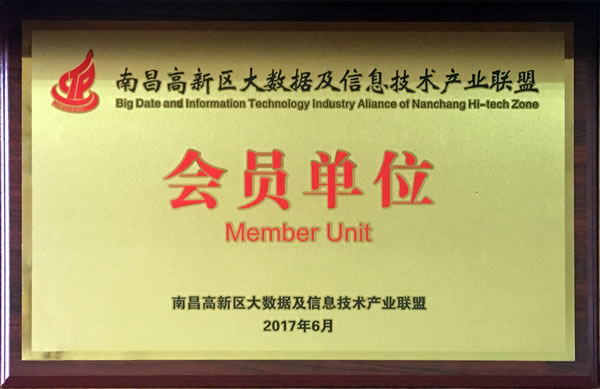 南昌高新区大数据及信息技术产业联盟
Big Date and Information Technology Industry Aliance of Nanchang Hi-tech Zone
会员单位
Member Unit
南昌高新区大数据及信息技术产业联盟
2017年6月